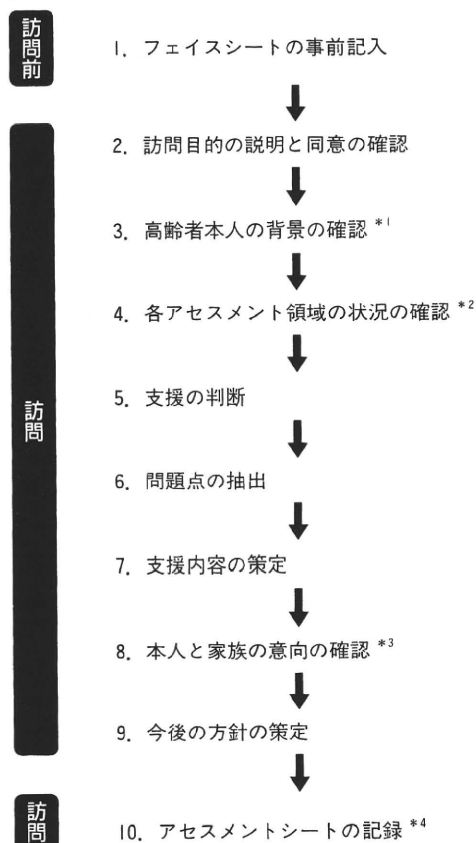 訪問前
1. フェイスシートの事前記入
2. 訪問目的の説明と同意の確認
3. 高齢者本人の背景の確認 *1
4. 各アセスメント領域の状況の確認 *2
訪問
5. 支援の判断
6. 問題点の抽出
7. 支援内容の策定
8. 本人と家族の意向の確認 *3
9. 今後の方針の策定
訪問
10. アセスメントシートの記録 *4